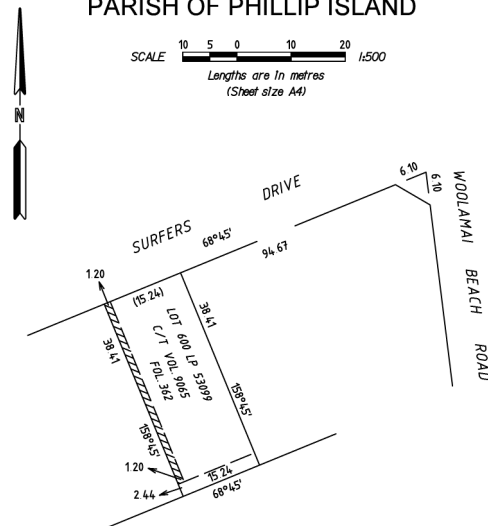 PARISH OF PHILLIP ISLAND
SCALE 10 5 0 10 20 1:500
Lengths are in metres
(Sheet size A4)
N
6.10
6.10
WOOLAMAI BEACH ROAD
SURFERS DRIVE
68°45'
94.67
1.20
(15.24)
38.41
38.41
LOT 600 LP 53099
C/T VOL.9065
FOL.362
158°45'
158°45'
1.20
15.24
2.44
68°45'